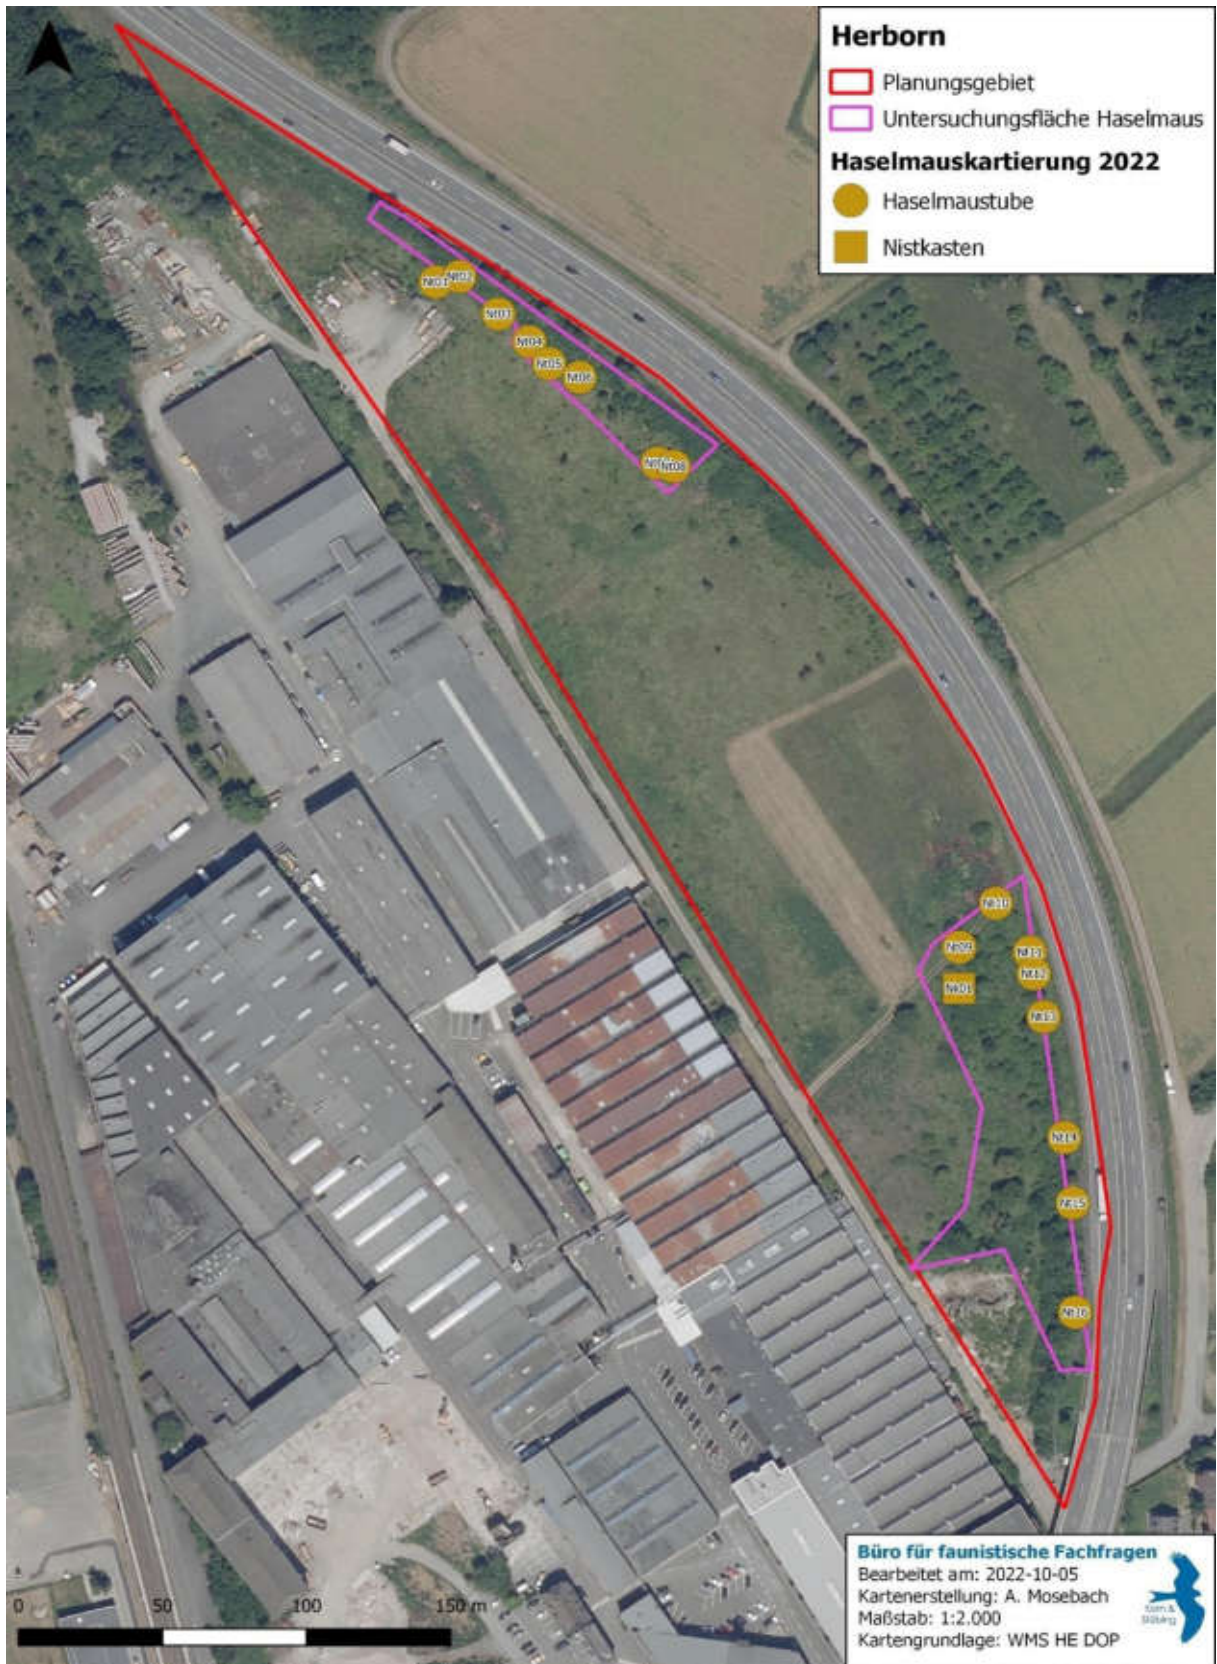 Herborn
Planungsgebiet
Untersuchungsfläche Haselmaus
Haselmauskartierung 2022
Haselmaustube
Nistkasten
Nt01
Nt02
Nt03
Nt04
Nt05
Nt06
Nt08
Nt10
Nt09
Nt11
Nt12
Nk01
Nt13
Nt14
Nt15
Nt16
0 50 100 150 m
Büro für faunistische Fachfragen
Bearbeitet am: 2022-10-05
Kartenerstellung: A. Mosebach
Maßstab: 1:2.000
Kartengrundlage: WMS HE DOP
Korn &
Stübing